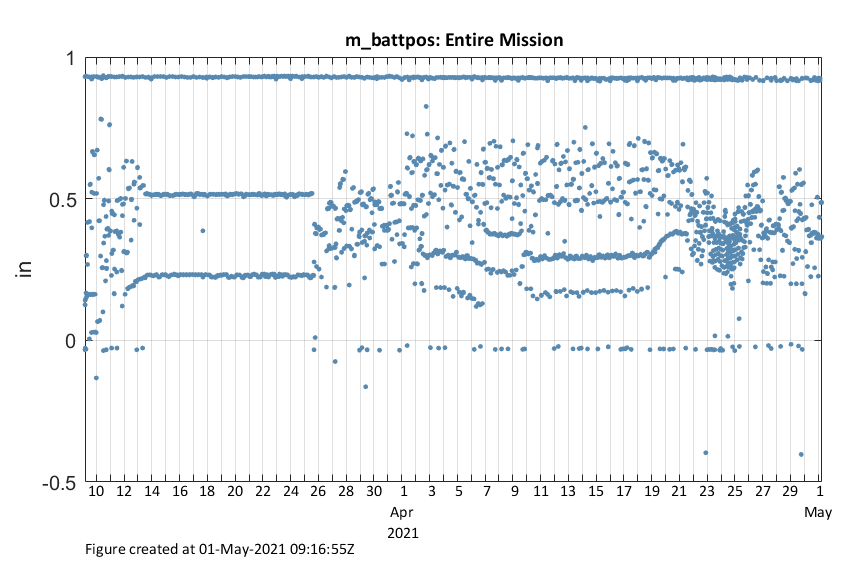 m_battpos: Entire Mission
in
1
0.5
0
-0.5
10 12 14 16 18 20 22 24 26 28 30 1 3 5 7 9 11 13 15 17 19 21 23 25 27 29 1
Apr May
2021
Figure created at 01-May-2021 09:16:55Z